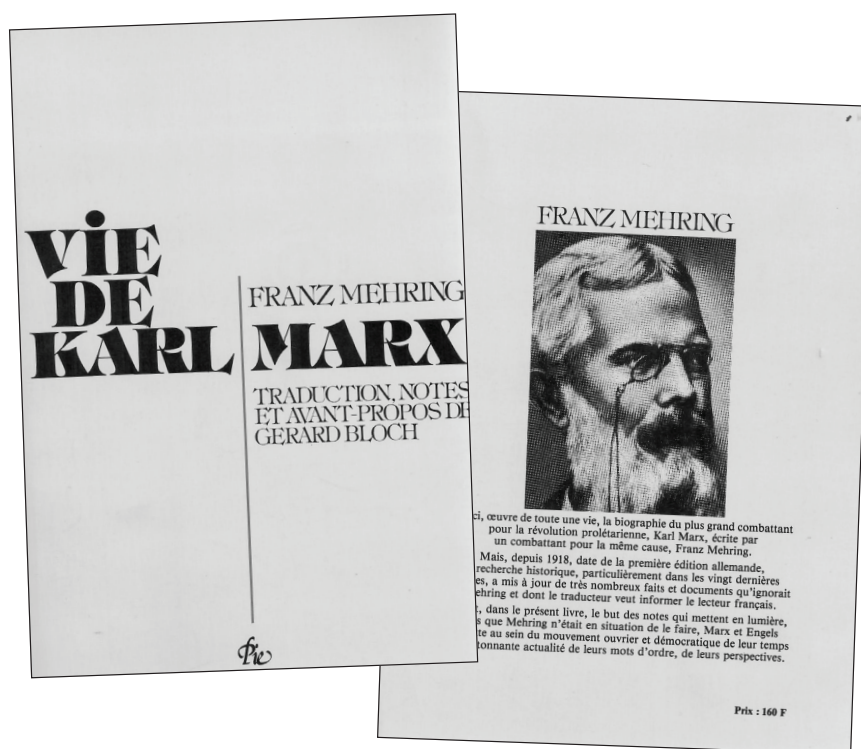 VIE
DE
KARL
FRANZ MEHRING
MARX
TRADUCTION, NOTES
ET AVANT-PROPOS DE
GERARD BLOCH
Pie
FRANZ MEHRING
ci, œuvre de toute une vie, la biographie du plus grand combattant
pour la révolution prolétarienne, Karl Marx, écrite par
un combattant pour la même cause, Franz Mehring.
Mais, depuis 1918, date de la première édition allemande,
recherche historique, particulièrement dans les vingt dernières
es, a mis à jour de très nombreux faits et documents qu'ignorait
ehring et dont le traducteur veut informer le lecteur français.
, dans le présent livre, le but des notes qui mettent en lumière,
s que Mehring n'était en situation de le faire, Marx et Engels
te au sein du mouvement ouvrier et démocratique de leur temps
tonnante actualité de leurs mots d'ordre, de leurs perspectives.
Prix : 160 F